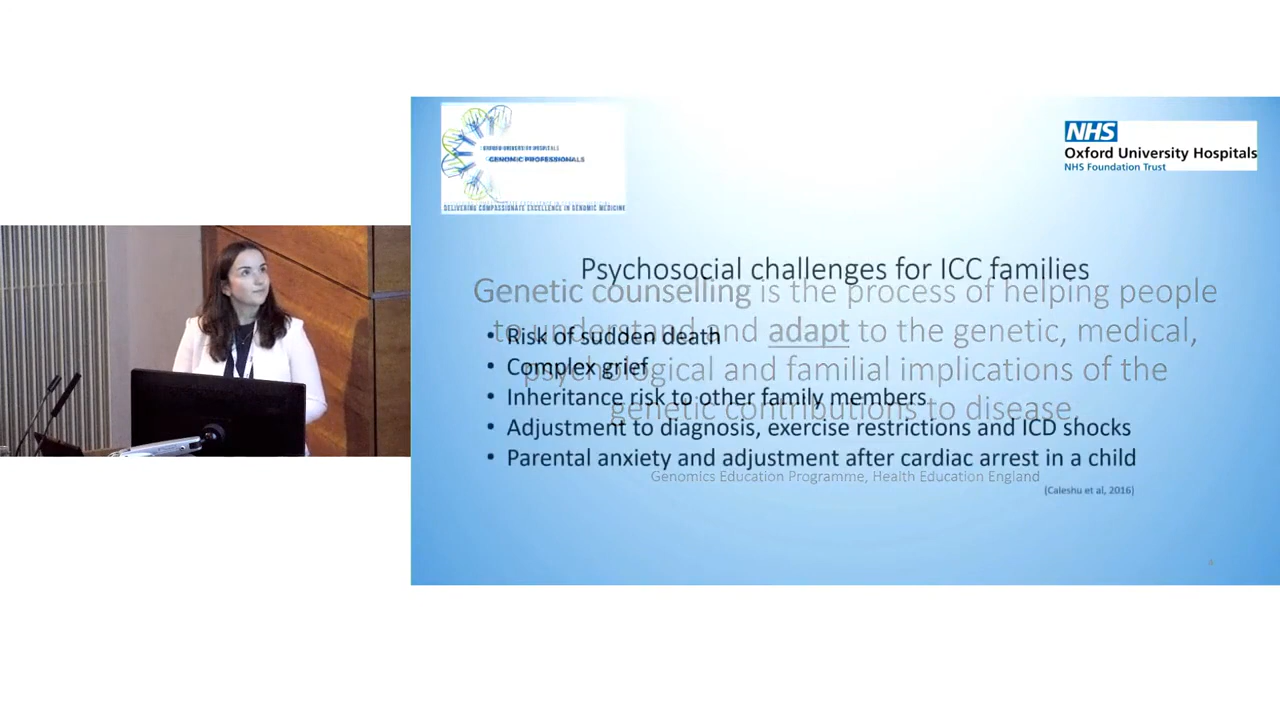 OXFORD UNIVERSITY HOSPITALS
GENOMIC PROFESSIONALS
DELIVERING COMPASSIONATE EXCELLENCE IN GENOMIC MEDICINE
NHS
Oxford University Hospitals
NHS Foundation Trust
Psychosocial challenges for ICC families
Genetic counselling is the process of helping people
to understand and adapt to the genetic, medical,
psychological and familial implications of the
genetic contributions to disease.
• Risk of sudden death
• Complex grief
• Inheritance risk to other family members
• Adjustment to diagnosis, exercise restrictions and ICD shocks
• Parental anxiety and adjustment after cardiac arrest in a child
Genomics Education Programme, Health Education England
(Caleshu et al, 2016)
4